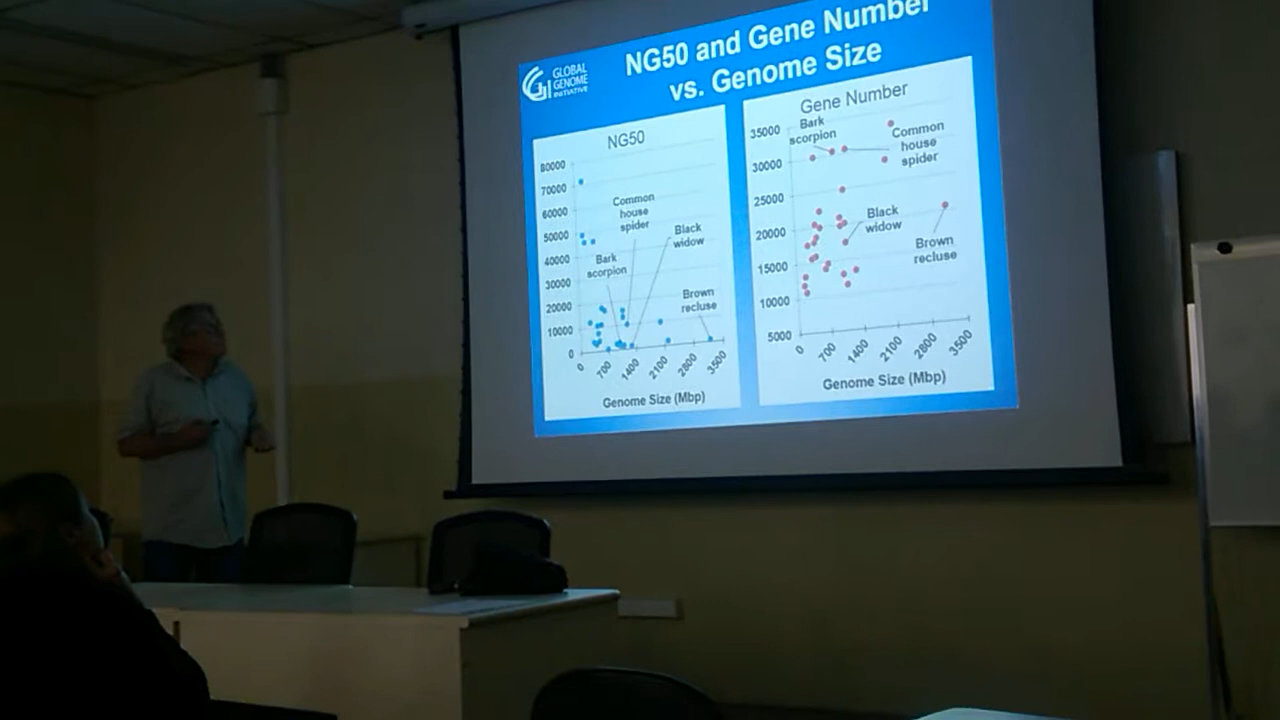 GLOBAL
GENOME
INITIATIVE
NG50 and Gene Number
vs. Genome Size
NG50
80000
70000
60000
50000
40000
30000
20000
10000
0
Common
house
spider
Black
widow
Bark
scorpion
Brown
recluse
0
700
1400
2100
2800
3500
Genome Size (Mbp)
Gene Number
35000
30000
25000
20000
15000
10000
5000
Bark
scorpion
Common
house
spider
Black
widow
Brown
recluse
0
700
1400
2100
2800
3500
Genome Size (Mbp)